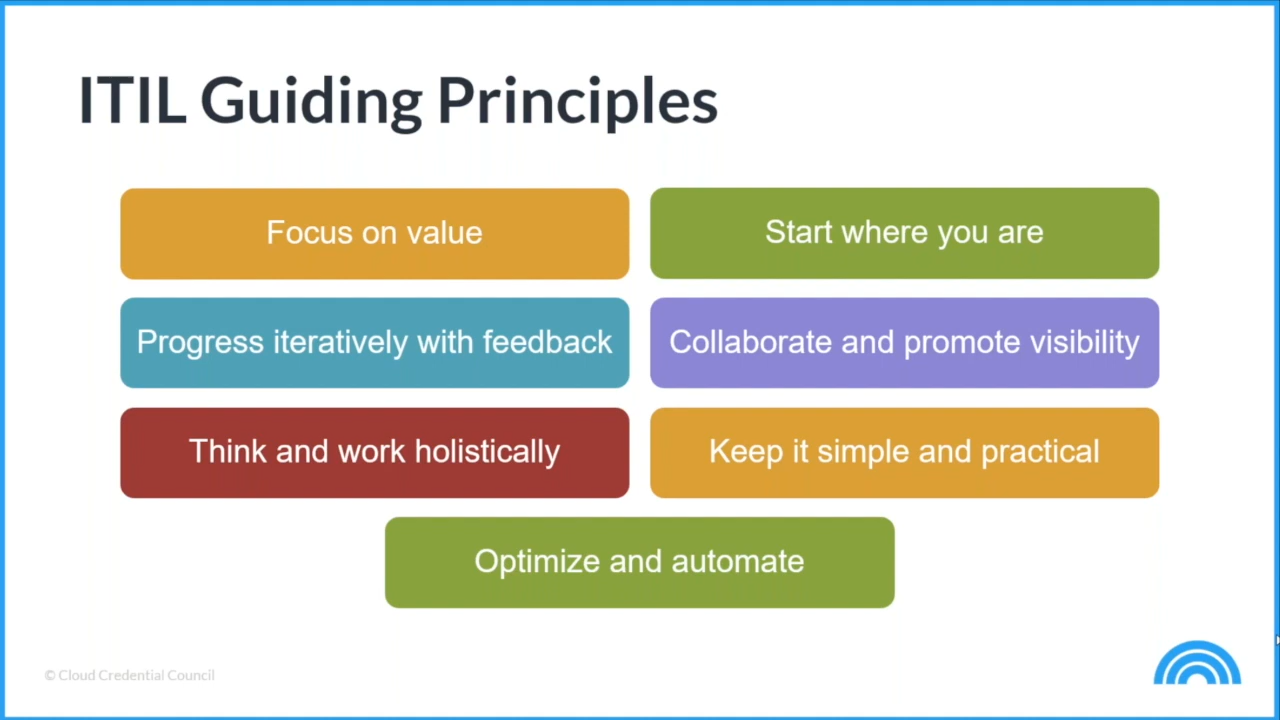 ITIL Guiding Principles
Focus on value
Start where you are
Progress iteratively with feedback
Collaborate and promote visibility
Think and work holistically
Keep it simple and practical
Optimize and automate
© Cloud Credential Council